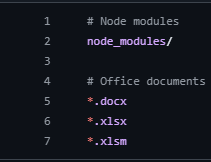 1 # Node modules
2 node_modules/
3
4 # Office documents
5 *.docx
6 *.xlsx
7 *.xlsm